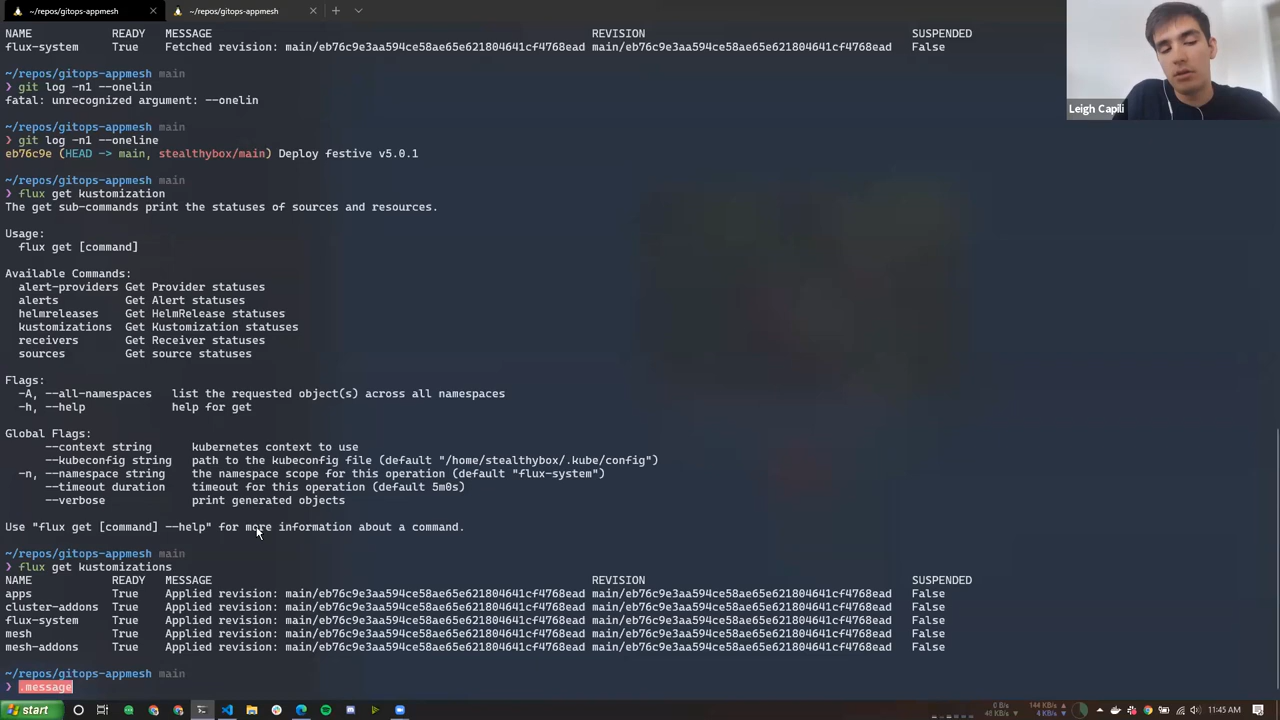 ~/repos/gitops-appmesh
~/repos/gitops-appmesh
NAME READY MESSAGE REVISION SUSPENDED
flux-system True Fetched revision: main/eb76c9e3aa594ce58ae65e621804641cf4768ead main/eb76c9e3aa594ce58ae65e621804641cf4768ead False
~/repos/gitops-appmesh main
❯ git log -n1 --onelin
fatal: unrecognized argument: --onelin
~/repos/gitops-appmesh main
❯ git log -n1 --oneline
eb76c9e (HEAD -> main, stealthybox/main) Deploy festive v5.0.1
~/repos/gitops-appmesh main
❯ flux get kustomization
The get sub-commands print the statuses of sources and resources.
Usage:
flux get [command]
Available Commands:
alert-providers Get Provider statuses
alerts Get Alert statuses
helmreleases Get HelmRelease statuses
kustomizations Get Kustomization statuses
receivers Get Receiver statuses
sources Get source statuses
Flags:
-A, --all-namespaces list the requested object(s) across all namespaces
-h, --help help for get
Global Flags:
--context string kubernetes context to use
--kubeconfig string path to the kubeconfig file (default "/home/stealthybox/.kube/config")
-n, --namespace string the namespace scope for this operation (default "flux-system")
--timeout duration timeout for this operation (default 5m0s)
--verbose print generated objects
Use "flux get [command] --help" for more information about a command.
~/repos/gitops-appmesh main
❯ flux get kustomizations
NAME READY MESSAGE REVISION SUSPENDED
apps True Applied revision: main/eb76c9e3aa594ce58ae65e621804641cf4768ead main/eb76c9e3aa594ce58ae65e621804641cf4768ead False
cluster-addons True Applied revision: main/eb76c9e3aa594ce58ae65e621804641cf4768ead main/eb76c9e3aa594ce58ae65e621804641cf4768ead False
flux-system True Applied revision: main/eb76c9e3aa594ce58ae65e621804641cf4768ead main/eb76c9e3aa594ce58ae65e621804641cf4768ead False
mesh True Applied revision: main/eb76c9e3aa594ce58ae65e621804641cf4768ead main/eb76c9e3aa594ce58ae65e621804641cf4768ead False
mesh-addons True Applied revision: main/eb76c9e3aa594ce58ae65e621804641cf4768ead main/eb76c9e3aa594ce58ae65e621804641cf4768ead False
~/repos/gitops-appmesh main
❯ .message
Leigh Capili
start
0 B/s
48 KB/s
144 KB/s
4 KB/s
11:45 AM